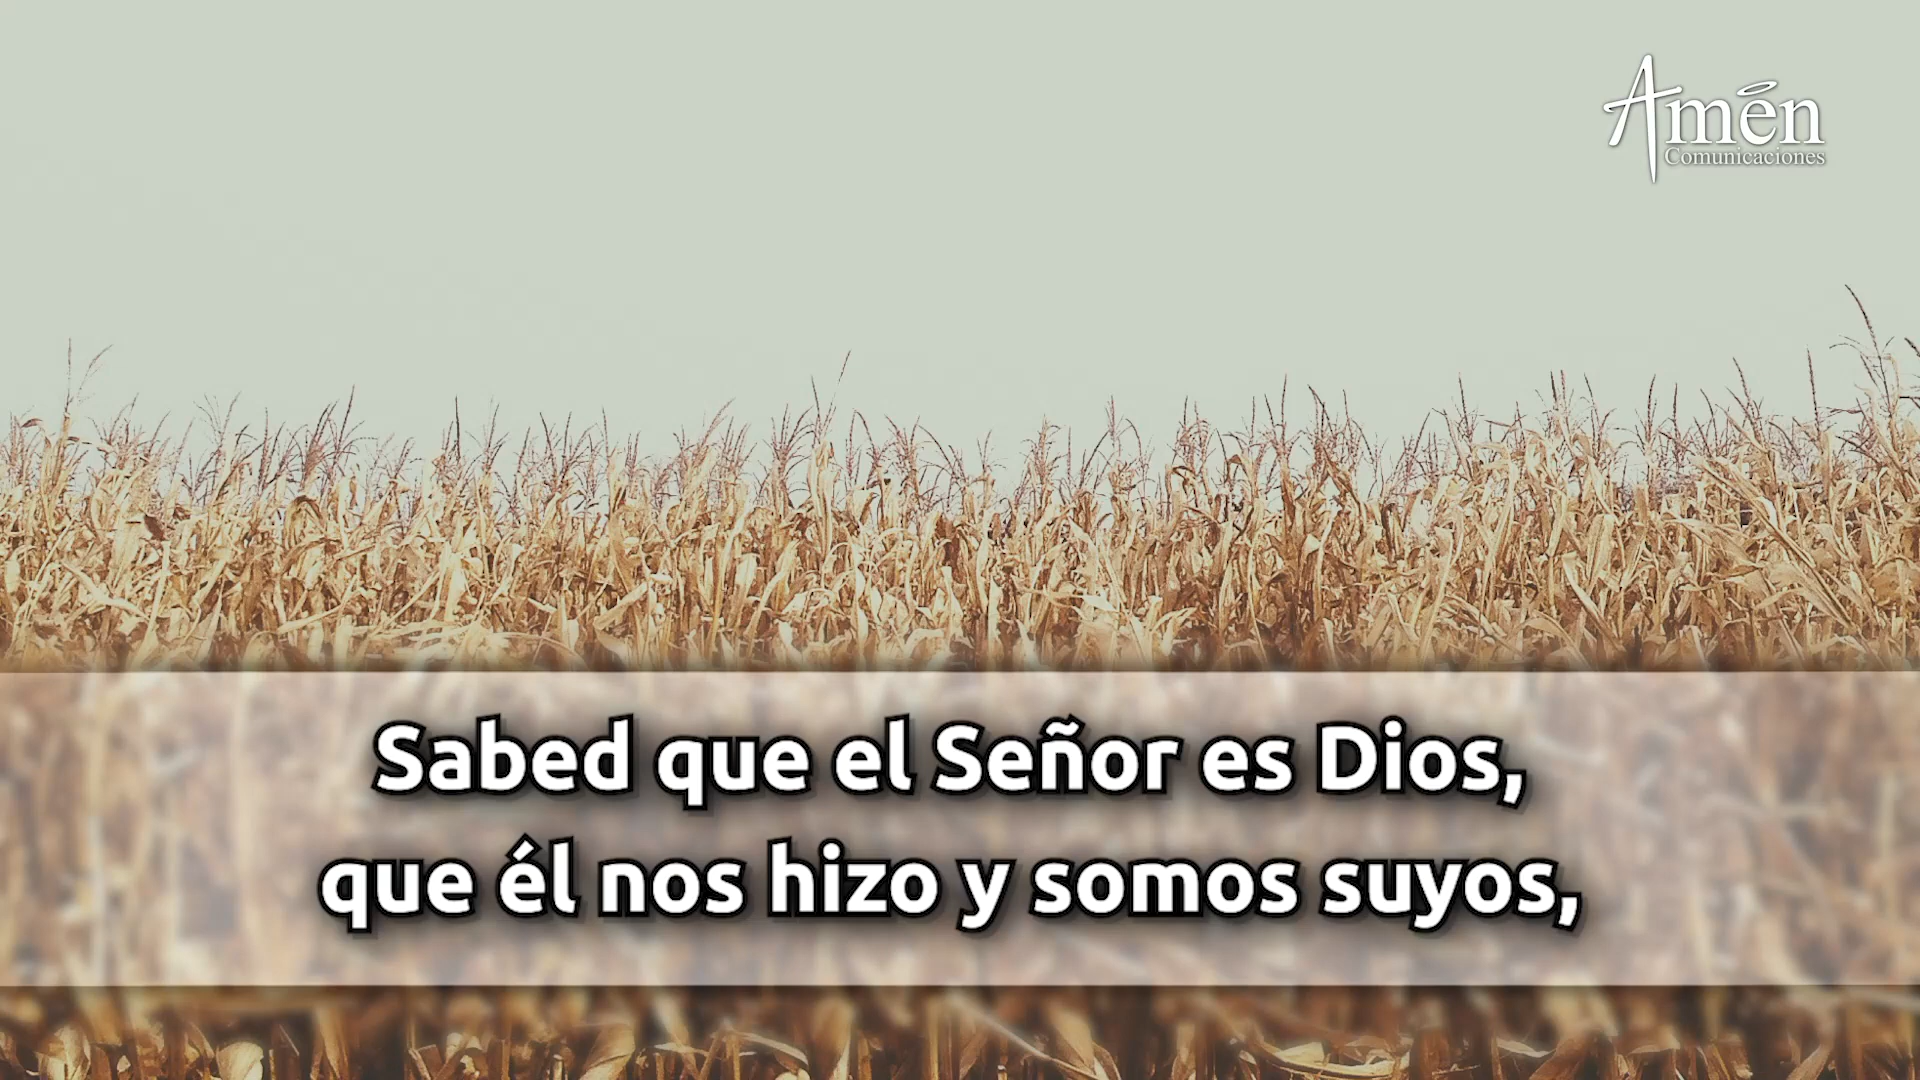 Amén
Comunicaciones
Sabed que el Señor es Dios,
que él nos hizo y somos suyos,